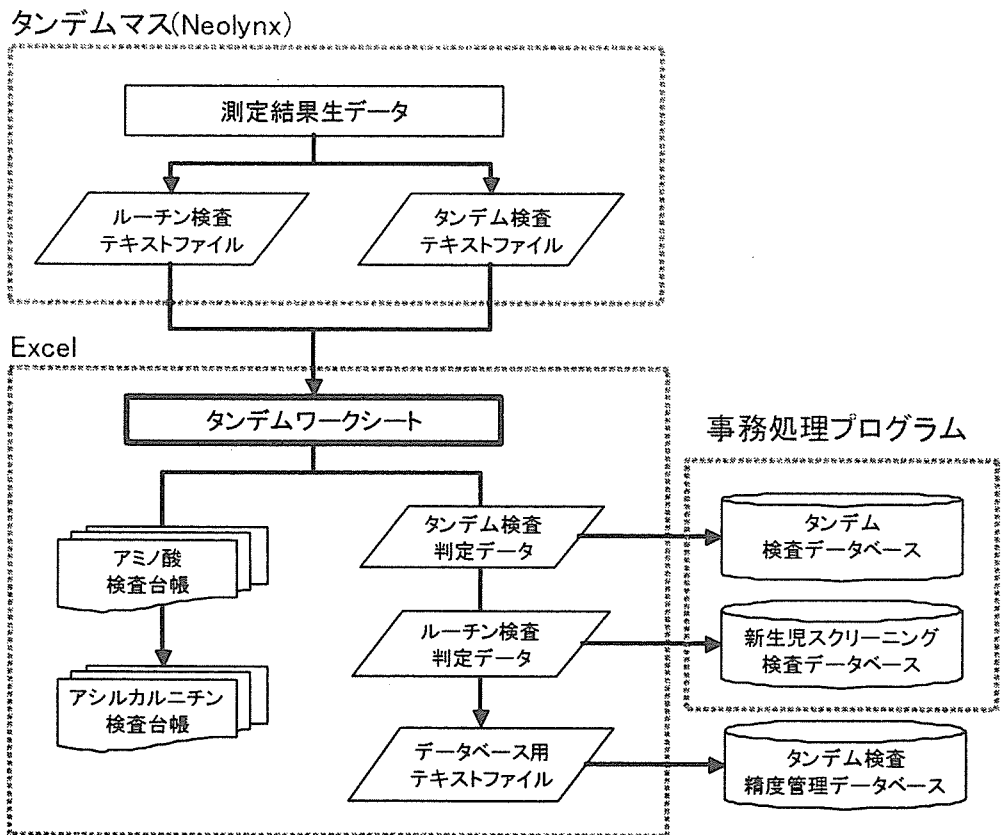 タンデムマス(Neolynx)
測定結果生データ
ルーチン検査
テキストファイル
タンデム検査
テキストファイル
Excel
タンデムワークシート
事務処理プログラム
アミノ酸
検査台帳
タンデム検査
判定データ
タンデム
検査データベース
ルーチン検査
判定データ
新生児スクリーニング
検査データベース
アシルカルニチン
検査台帳
データベース用
テキストファイル
タンデム検査
精度管理データベース